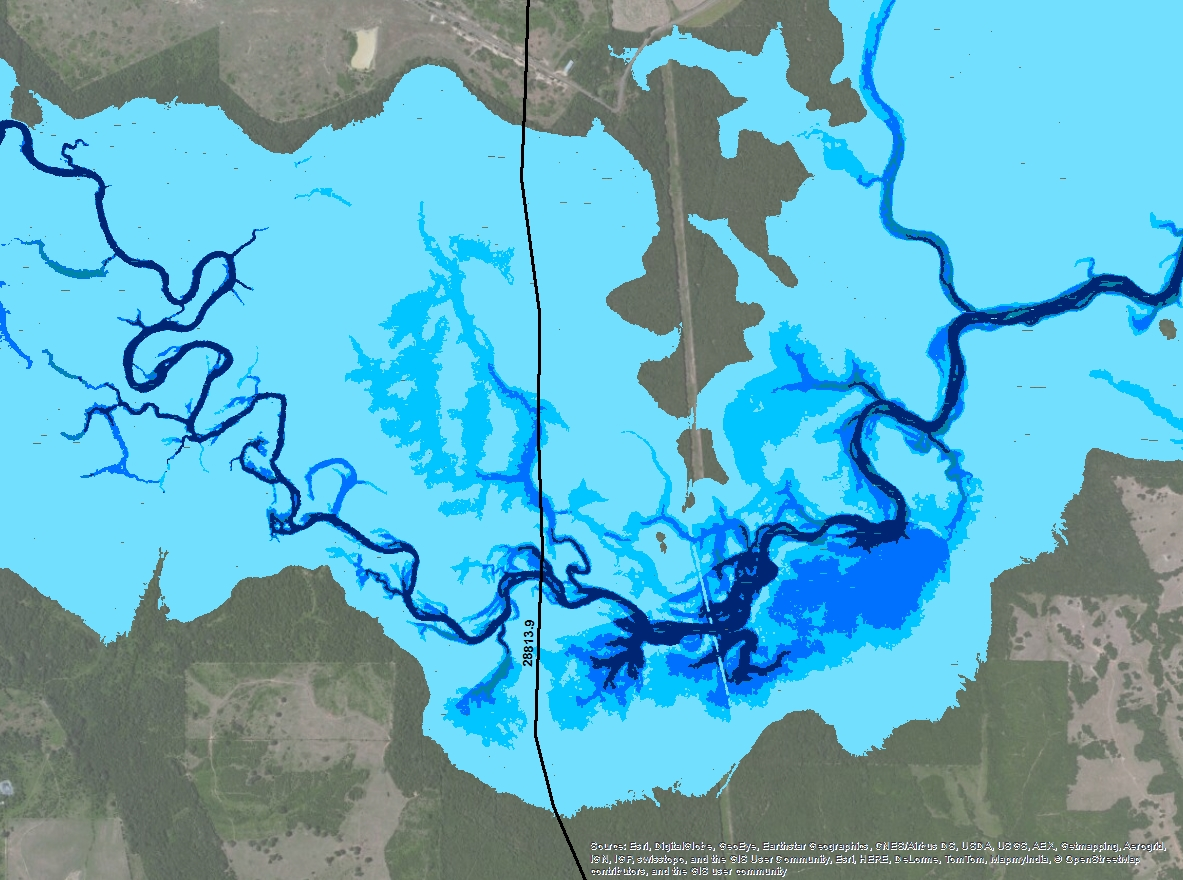 28813.9
Source: Esri, DigitalGlobe, GeoEye, Earthstar Geographics, CNES/Airbus DS, USDA, USGS, AEX, Getmapping, Aerogrid,
IGN, IGP, swisstopo, and the GIS User Community, Esri, HERE, DeLorme, TomTom, MapmyIndia, © OpenStreetMap
contributors, and the GIS user community